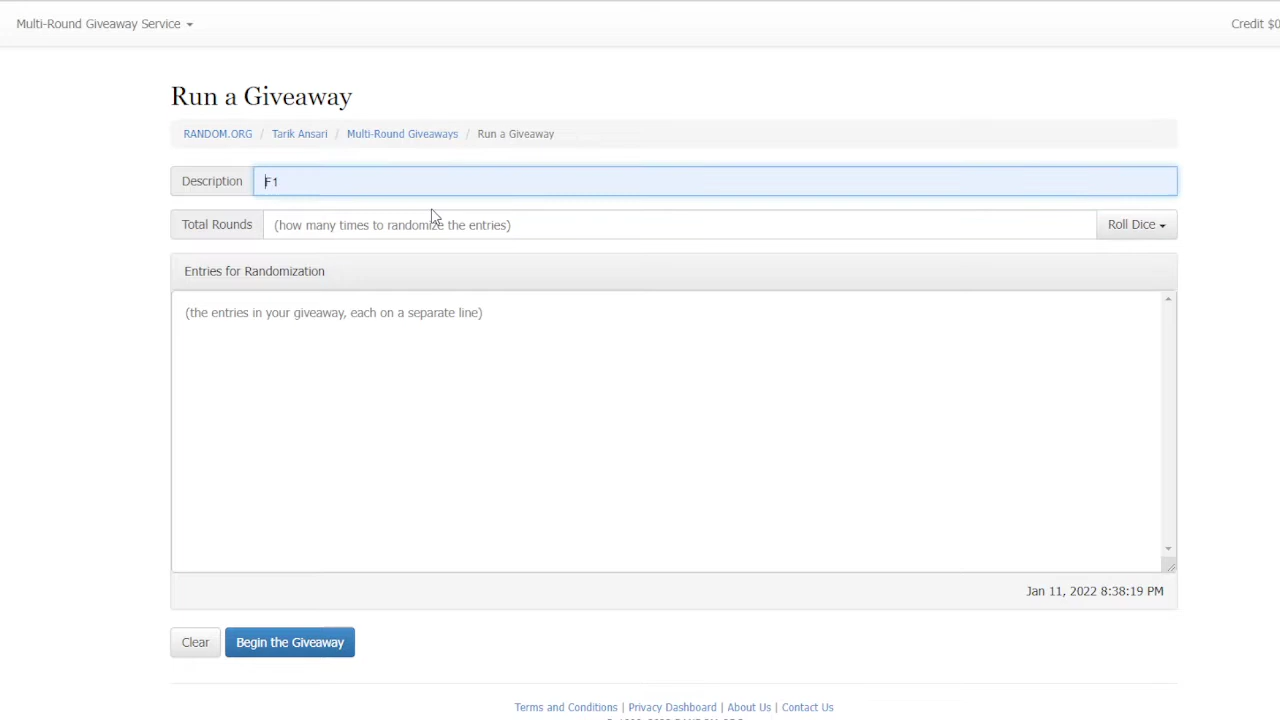 Multi-Round Giveaway Service
Credit $0
Run a Giveaway
RANDOM.ORG / Tarik Ansari / Multi-Round Giveaways / Run a Giveaway
Description F1
Total Rounds (how many times to randomize the entries) Roll Dice
Entries for Randomization
(the entries in your giveaway, each on a separate line)
Jan 11, 2022 8:38:19 PM
Clear Begin the Giveaway
Terms and Conditions | Privacy Dashboard | About Us | Contact Us